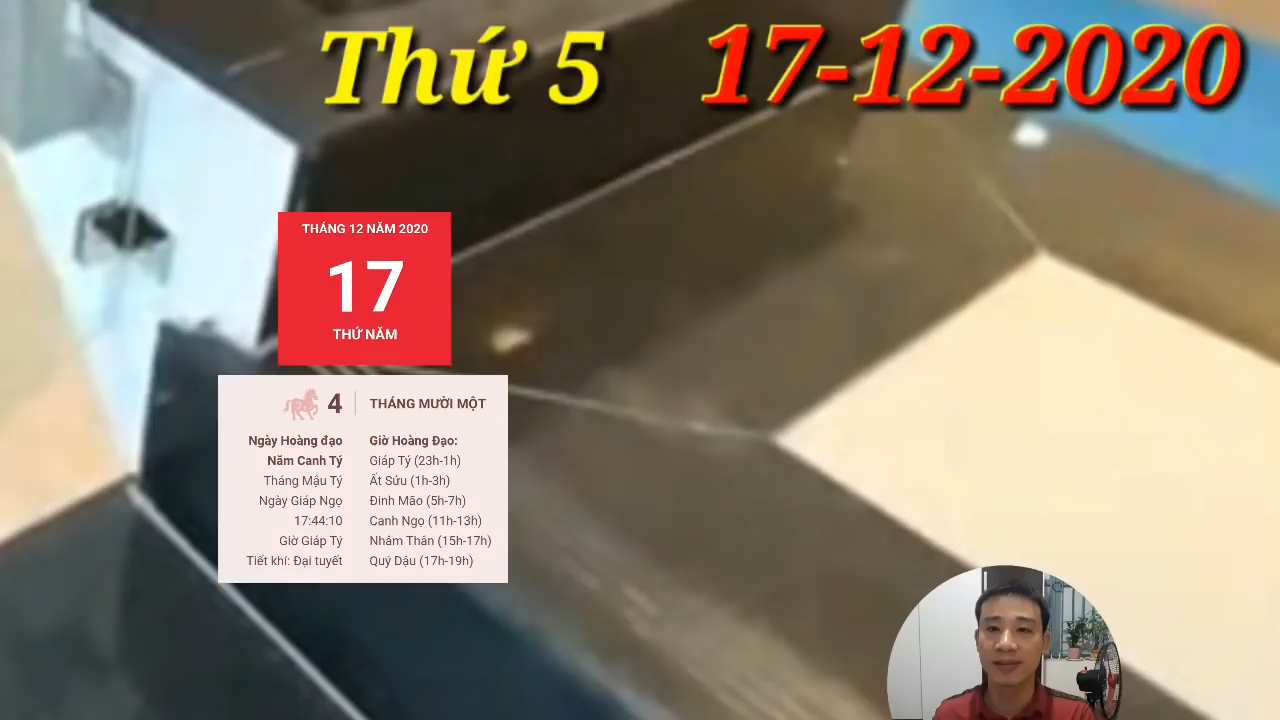 Thứ 5 17-12-2020
THÁNG 12 NĂM 2020
17
THỨ NĂM
4 THÁNG MƯỜI MỘT
Ngày Hoàng đạo
Năm Canh Tý
Tháng Mậu Tý
Ngày Giáp Ngọ
17:44:10
Giờ Giáp Tý
Tiết khí: Đại tuyết
Giờ Hoàng Đạo:
Giáp Tý (23h-1h)
Ất Sửu (1h-3h)
Đinh Mão (5h-7h)
Canh Ngọ (11h-13h)
Nhâm Thân (15h-17h)
Quý Dậu (17h-19h)